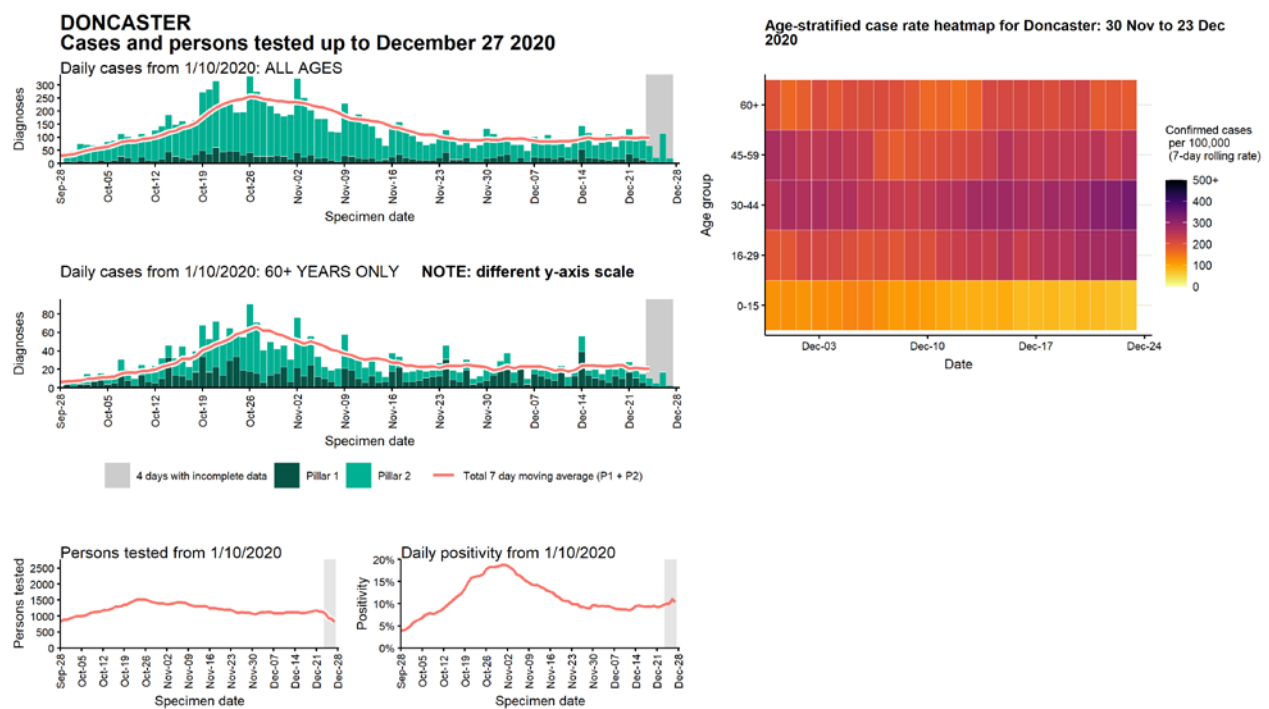 DONCASTER
Cases and persons tested up to December 27 2020
Daily cases from 1/10/2020: ALL AGES
Diagnoses
300
250
200
150
100
50
0
Sep-28
Oct-05
Oct-12
Oct-19
Oct-26
Nov-02
Nov-09
Nov-16
Nov-23
Nov-30
Dec-07
Dec-14
Dec-21
Dec-28
Specimen date
Daily cases from 1/10/2020: 60+ YEARS ONLY NOTE: different y-axis scale
Diagnoses
80
60
40
20
0
Sep-28
Oct-05
Oct-12
Oct-19
Oct-26
Nov-02
Nov-09
Nov-16
Nov-23
Nov-30
Dec-07
Dec-14
Dec-21
Dec-28
Specimen date
4 days with incomplete data Pillar 1 Pillar 2 Total 7 day moving average (P1 + P2)
Persons tested from 1/10/2020
Persons tested
2500
2000
1500
1000
500
0
Sep-28
Oct-05
Oct-12
Oct-19
Oct-26
Nov-02
Nov-09
Nov-16
Nov-23
Nov-30
Dec-07
Dec-14
Dec-21
Dec-28
Specimen date
Daily positivity from 1/10/2020
Positivity
20%
15%
10%
5%
0%
Sep-28
Oct-05
Oct-12
Oct-19
Oct-26
Nov-02
Nov-09
Nov-16
Nov-23
Nov-30
Dec-07
Dec-14
Dec-21
Dec-28
Specimen date
Age-stratified case rate heatmap for Doncaster: 30 Nov to 23 Dec
2020
Age group
60+
45-59
30-44
16-29
0-15
Dec-03
Dec-10
Dec-17
Dec-24
Date
Confirmed cases
per 100,000
(7-day rolling rate)
500+
400
300
200
100
0